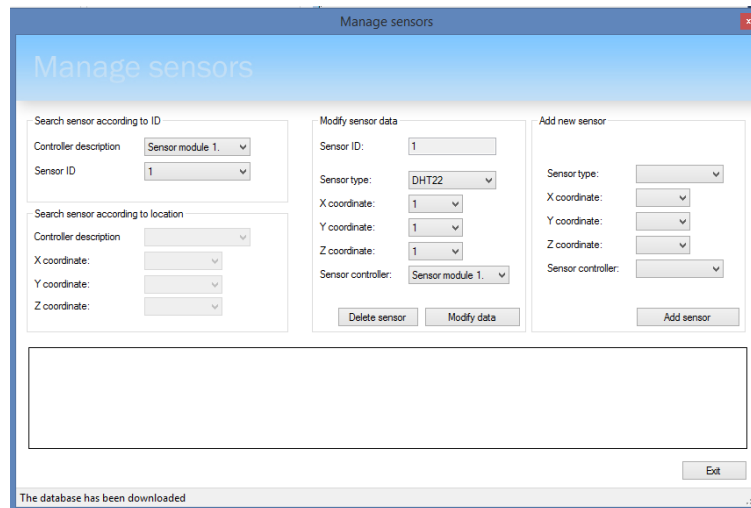 Manage sensors
Manage sensors
Search sensor according to ID
Controller description Sensor module 1.
Sensor ID 1
Search sensor according to location
Controller description
X coordinate:
Y coordinate:
Z coordinate:
Modify sensor data
Sensor ID: 1
Sensor type: DHT22
X coordinate: 1
Y coordinate: 1
Z coordinate: 1
Sensor controller: Sensor module 1.
Delete sensor Modify data
Add new sensor
Sensor type:
X coordinate:
Y coordinate:
Z coordinate:
Sensor controller:
Add sensor
Exit
The database has been downloaded